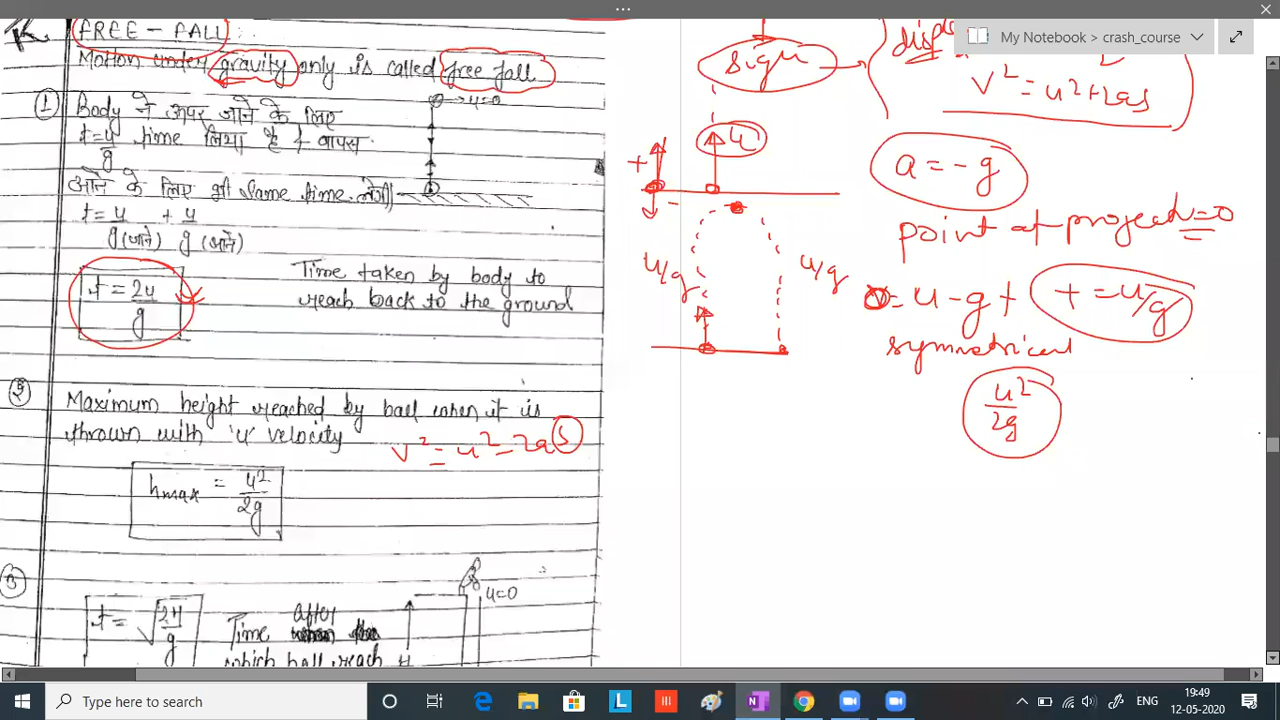 FREE - FALL :
Motion under gravity only is called free fall
① Body ने ऊपर जाने के लिए
t = u/g time लिया है & वापस
आने के लिए भी same time लेगी
t = u/g (जाने) + u/g (आने)
t = 2u/g
Time taken by body to
reach back to the ground
u=0
② Maximum height reached by ball when it is
thrown with 'u' velocity
v² = u² - 2as
hmax = u²/2g
③
t = √2H/g
Time after
which ball reach
H
u=0
sign
disp
v² = u² + 2as
u
+
-
a = -g
point of project = 0
u/g
u/g
v = u - gt
t = u/g
symmetrical
u²/2g
My Notebook » crash_course
Type here to search
ENG
12:49
12-05-2020